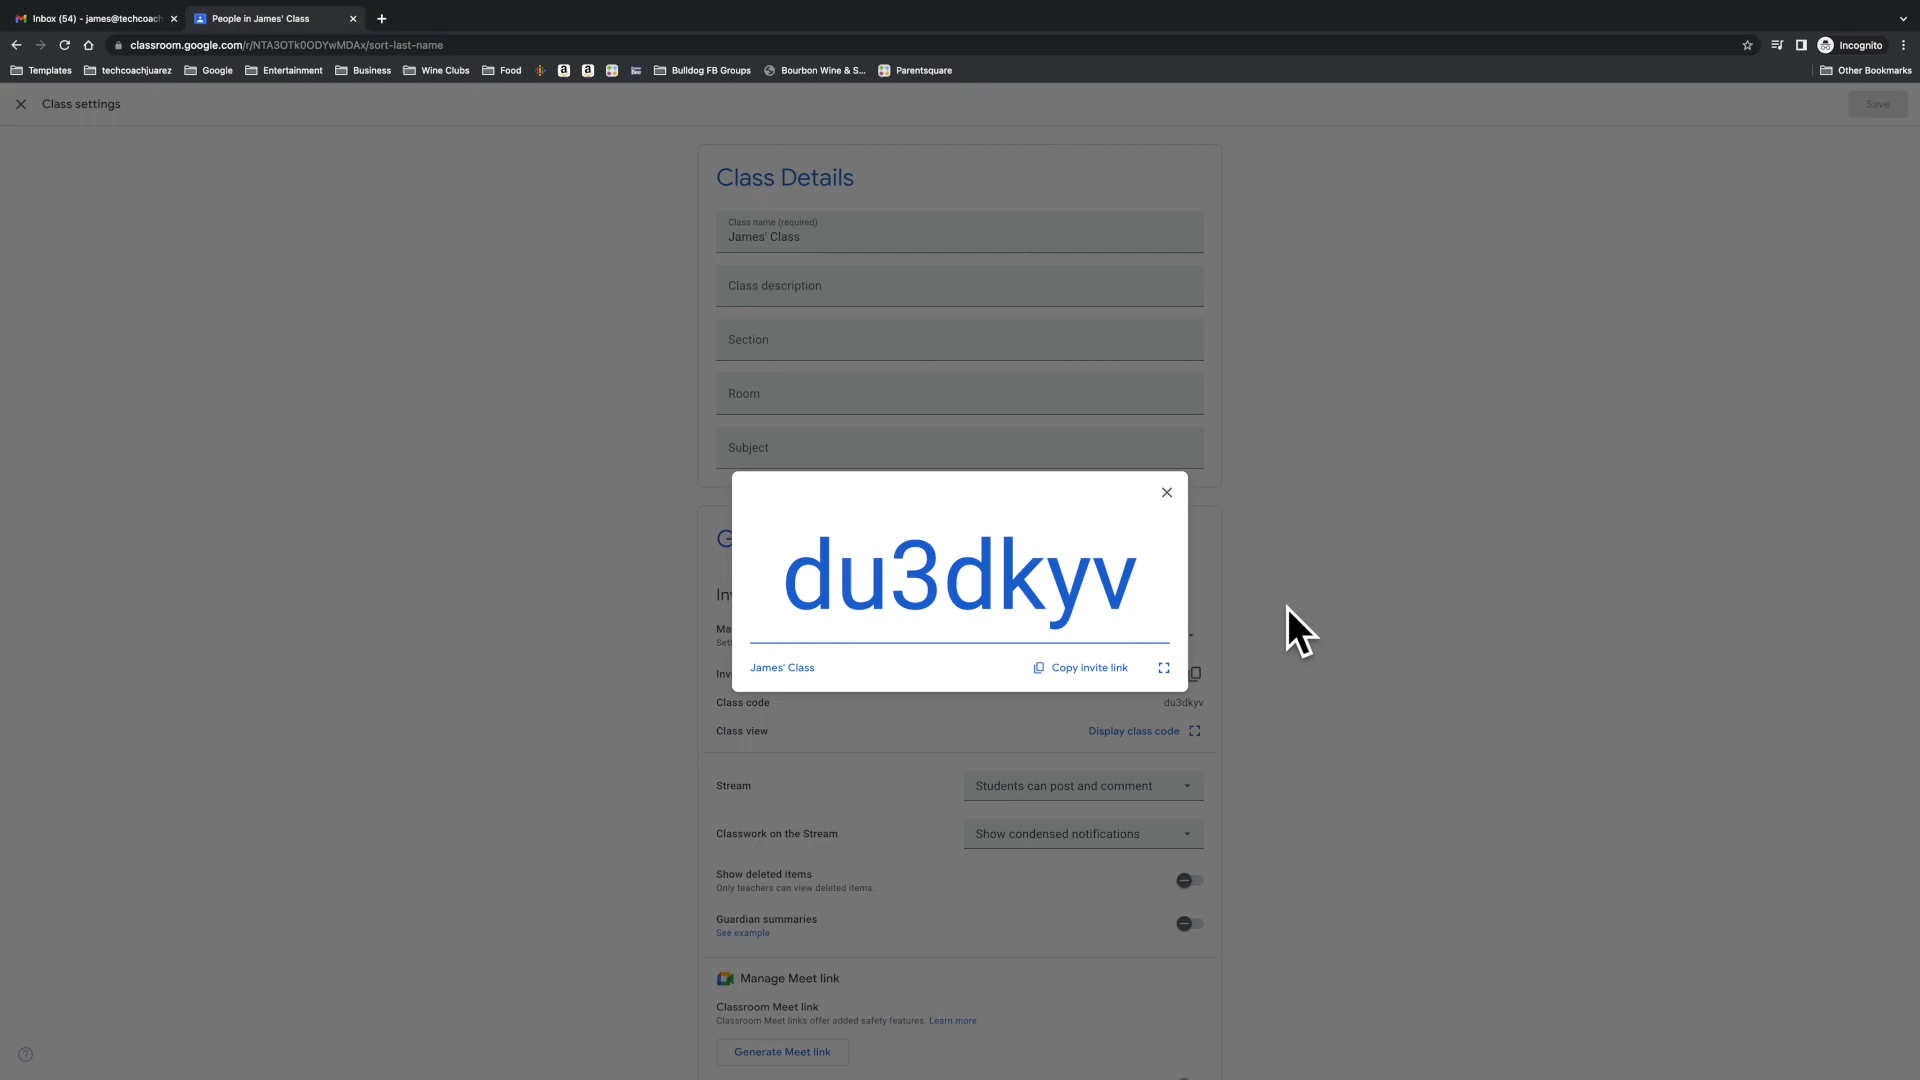 Inbox (54) - james@techcoach
People in James' Class
classroom.google.com/r/NTA3OTk0ODYwMDAx/sort-last-name
Incognito
Templates
techcoachjuarez
Google
Entertainment
Business
Wine Clubs
Food
Bulldog FB Groups
Bourbon Wine & S...
Parentsquare
Other Bookmarks
Class settings
Save
Class Details
Class name (required)
James' Class
Class description
Section
Room
Subject
du3dkyv
James' Class
Copy invite link
Class code
du3dkyv
Class view
Display class code
Stream
Students can post and comment
Classwork on the Stream
Show condensed notifications
Show deleted items
Only teachers can view deleted items.
Guardian summaries
See example
Manage Meet link
Classroom Meet link
Classroom Meet links offer added safety features. Learn more
Generate Meet link